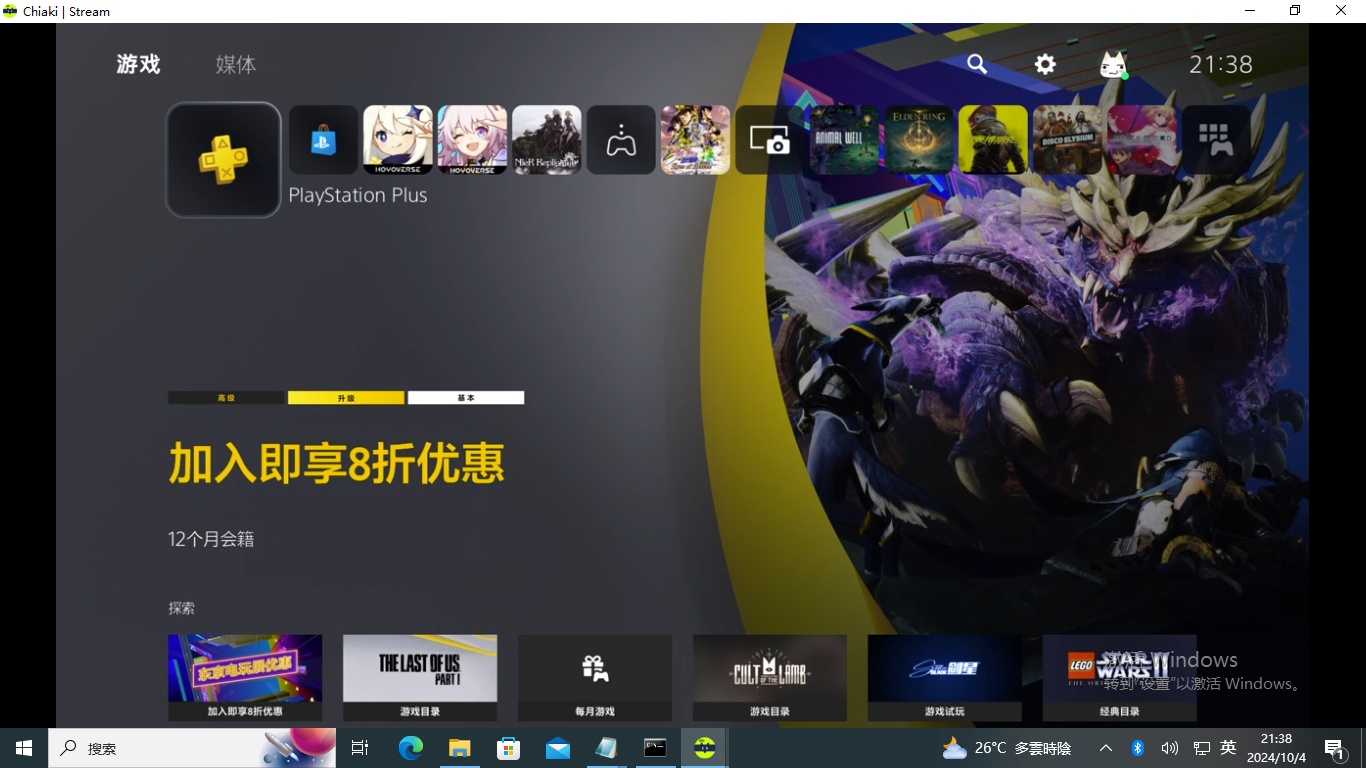 Chiaki | Stream
游戏
媒体
21:38
HOYOVERSE
HOYOVERSE
NieR Replicant
ANIMAL WELL
ELDEN RING
DISCO ELYSIUM
PlayStation Plus
高级
升级
基本
加入即享8折优惠
12个月会籍
探索
东京电玩展优惠
加入即享8折优惠
THE LAST OF US
PART I
游戏目录
每月游戏
CULT OF THE LAMB
游戏目录
剑星
游戏试玩
LEGO
STAR WARS II
经典目录
激活 Windows
转到"设置"以激活 Windows。
搜索
26°C 多雲時陰
英
21:38
2024/10/4
1